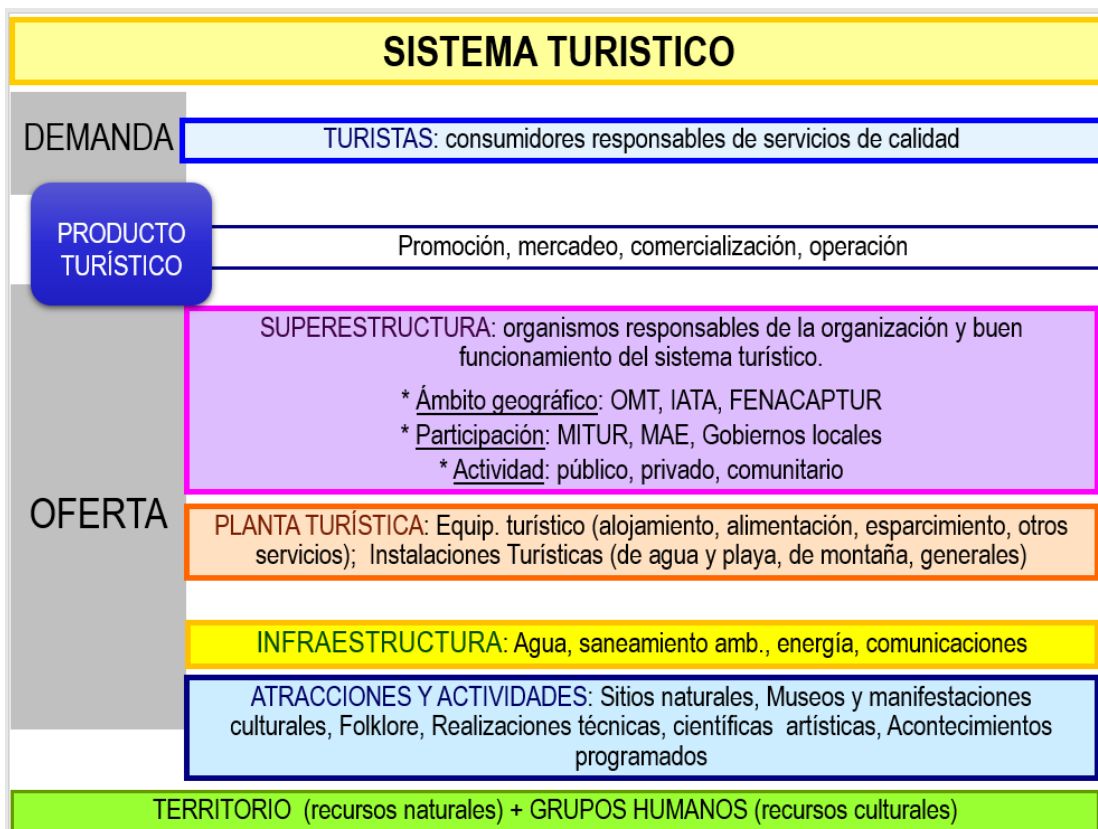 SISTEMA TURISTICO
DEMANDA
TURISTAS: consumidores responsables de servicios de calidad
PRODUCTO
TURÍSTICO
Promoción, mercadeo, comercialización, operación
OFERTA
SUPERESTRUCTURA: organismos responsables de la organización y buen
funcionamiento del sistema turístico.
* Ámbito geográfico: OMT, IATA, FENACAPTUR
* Participación: MITUR, MAE, Gobiernos locales
* Actividad: público, privado, comunitario
PLANTA TURÍSTICA: Equip. turístico (alojamiento, alimentación, esparcimiento, otros
servicios); Instalaciones Turísticas (de agua y playa, de montaña, generales)
INFRAESTRUCTURA: Agua, saneamiento amb., energía, comunicaciones
ATRACCIONES Y ACTIVIDADES: Sitios naturales, Museos y manifestaciones
culturales, Folklore, Realizaciones técnicas, científicas artísticas, Acontecimientos
programados
TERRITORIO (recursos naturales) + GRUPOS HUMANOS (recursos culturales)